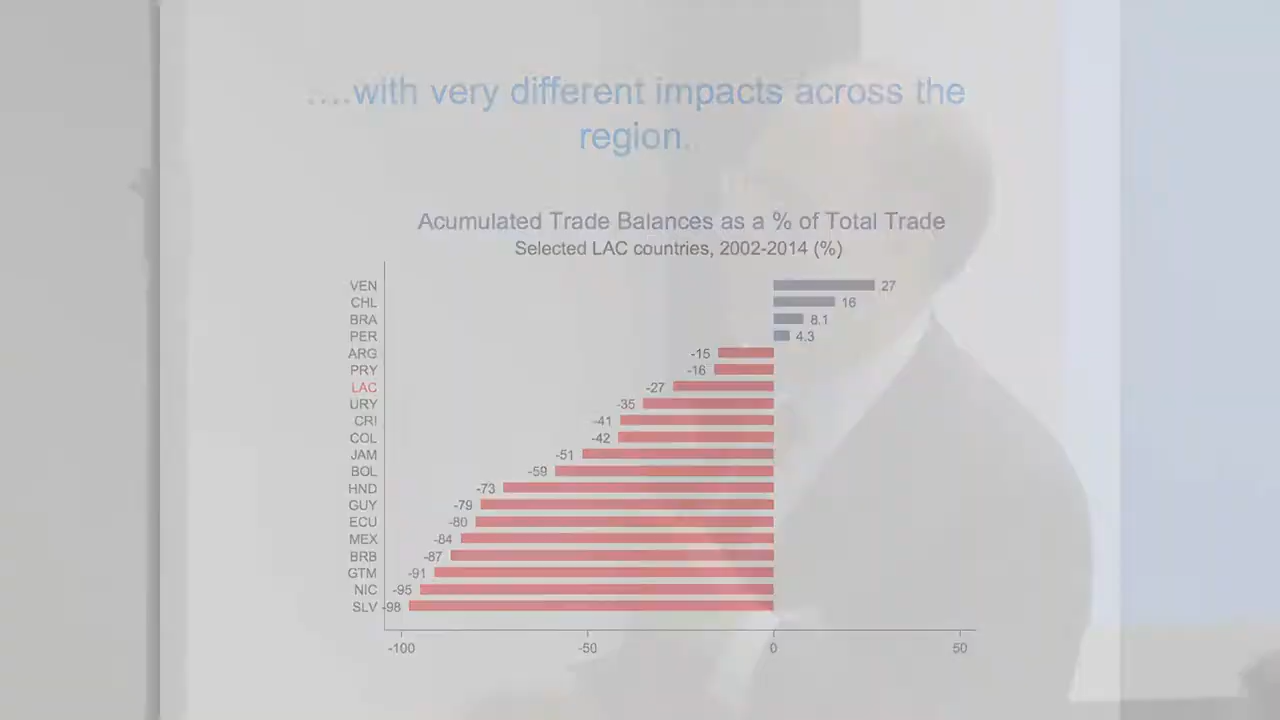 ....with very different impacts across the
region.
Acumulated Trade Balances as a % of Total Trade
Selected LAC countries, 2002-2014 (%)
VEN 27
CHL 16
BRA 8.1
PER 4.3
ARG -15
PRY -16
LAC -27
URY -35
CRI -41
COL -42
JAM -51
BOL -59
HND -73
GUY -79
ECU -80
MEX -84
BRB -87
GTM -91
NIC -95
SLV -98
-100 -50 0 50